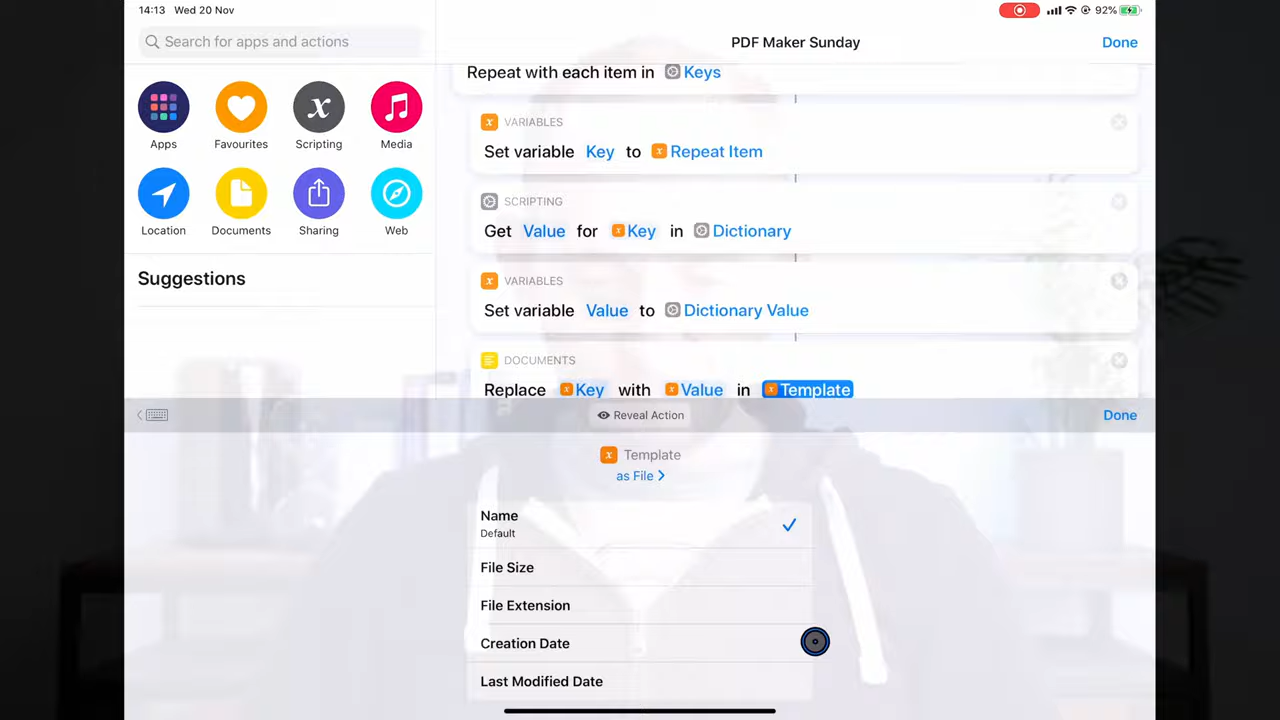 14:13 Wed 20 Nov
92%
Search for apps and actions
PDF Maker Sunday
Done
Apps
Favourites
Scripting
Media
Location
Documents
Sharing
Web
Suggestions
Repeat with each item in Keys
VARIABLES
Set variable Key to Repeat Item
SCRIPTING
Get Value for Key in Dictionary
VARIABLES
Set variable Value to Dictionary Value
DOCUMENTS
Replace Key with Value in Template
Reveal Action
Done
Template
as File
Name
Default
File Size
File Extension
Creation Date
Last Modified Date